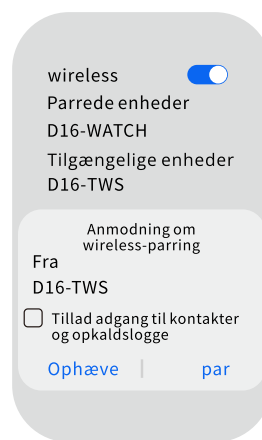 wireless
Parrede enheder
D16-WATCH
Tilgængelige enheder
D16-TWS
Anmodning om
wireless-parring
Fra
D16-TWS
Tillad adgang til kontakter
og opkaldslogge
Ophæve | par